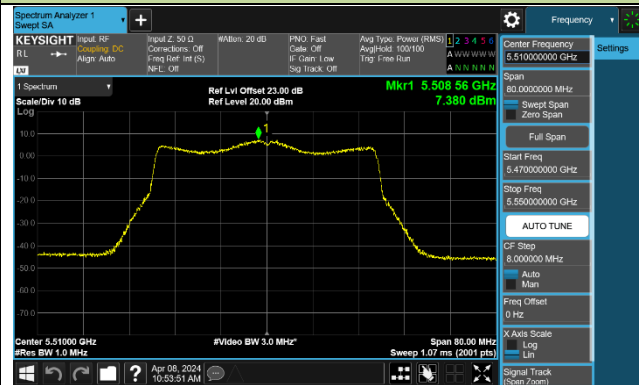 Spectrum Analyzer 1
Swept SA
+
Frequency
KEYSIGHT
RL
LXI
Input: RF
Coupling: DC
Align: Auto
Input Z: 50 Ω
Corrections: Off
Freq Ref: Int (S)
NFE: Off
#Atten: 20 dB
PNO: Fast
Gate: Off
IF Gain: Low
Sig Track: Off
Avg Type: Power (RMS)
Avg|Hold: 100/100
Trig: Free Run
1 2 3 4 5 6
A W W W W W
A N N N N N
Center Frequency
5.510000000 GHz
Settings
Span
80.0000000 MHz
Swept Span
Zero Span
Full Span
Start Freq
5.470000000 GHz
Stop Freq
5.550000000 GHz
AUTO TUNE
CF Step
8.000000 MHz
Auto
Man
Freq Offset
0 Hz
X Axis Scale
Log
Lin
Signal Track
(Span Zoom)
1 Spectrum
Scale/Div 10 dB
Log
Ref Lvl Offset 23.00 dB
Ref Level 20.00 dBm
Mkr1 5.508 56 GHz
7.380 dBm
1
10.0
0.00
-10.0
-20.0
-30.0
-40.0
-50.0
-60.0
-70.0
Center 5.51000 GHz
#Res BW 1.0 MHz
#Video BW 3.0 MHz*
Span 80.00 MHz
Sweep 1.07 ms (2001 pts)
?
Apr 08, 2024
10:53:51 AM